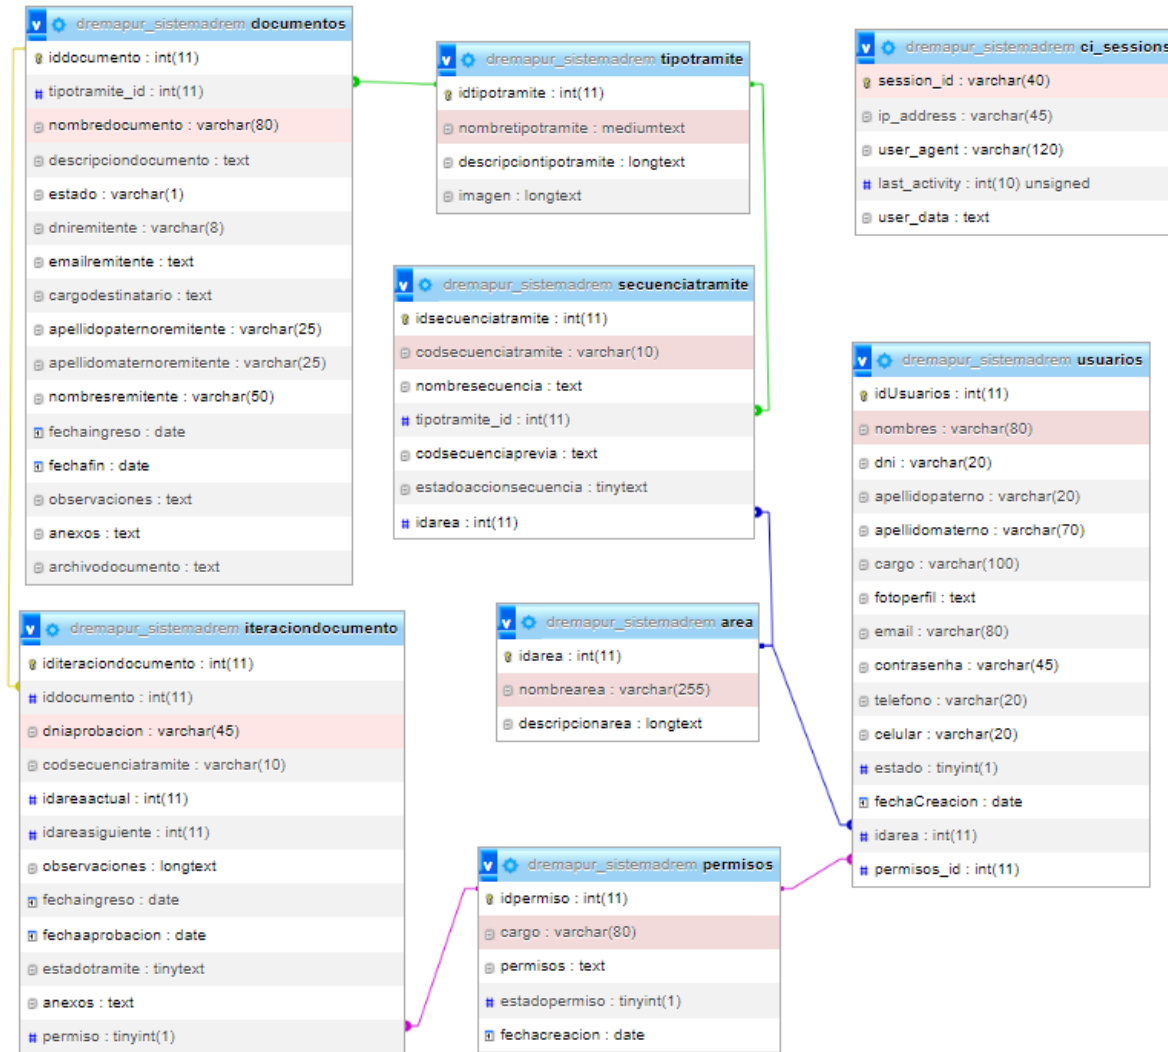 dremapur_sistemadrem documentos
iddocumento : int(11)
tipotramite_id : int(11)
nombredocumento : varchar(80)
descripciondocumento : text
estado : varchar(1)
dniremitente : varchar(8)
emailremitente : text
cargodestinatario : text
apellidopaternoremitente : varchar(25)
apellidomaternoremitente : varchar(25)
nombresremitente : varchar(50)
fechaingreso : date
fechafin : date
observaciones : text
anexos : text
archivodocumento : text
dremapur_sistemadrem tipotramite
idtipotramite : int(11)
nombretipotramite : mediumtext
descripciontipotramite : longtext
imagen : longtext
dremapur_sistemadrem ci_sessions
session_id : varchar(40)
ip_address : varchar(45)
user_agent : varchar(120)
last_activity : int(10) unsigned
user_data : text
dremapur_sistemadrem secuenciatramite
idsecuenciatramite : int(11)
codsecuenciatramite : varchar(10)
nombresecuencia : text
tipotramite_id : int(11)
codsecuenciaprevia : text
estadoaccionsecuencia : tinytext
idarea : int(11)
dremapur_sistemadrem usuarios
idUsuarios : int(11)
nombres : varchar(80)
dni : varchar(20)
apellidopaterno : varchar(20)
apellidomaterno : varchar(70)
cargo : varchar(100)
fotoperfil : text
email : varchar(80)
contrasenha : varchar(45)
telefono : varchar(20)
celular : varchar(20)
estado : tinyint(1)
fechaCreacion : date
idarea : int(11)
permisos_id : int(11)
dremapur_sistemadrem iteraciondocumento
iditeraciondocumento : int(11)
iddocumento : int(11)
dniaprobacion : varchar(45)
codsecuenciatramite : varchar(10)
idareaactual : int(11)
idareasiguiente : int(11)
observaciones : longtext
fechaingreso : date
fechaaprobacion : date
estadotramite : tinytext
anexos : text
permiso : tinyint(1)
dremapur_sistemadrem area
idarea : int(11)
nombrearea : varchar(255)
descripcionarea : longtext
dremapur_sistemadrem permisos
idpermiso : int(11)
cargo : varchar(80)
permisos : text
estadopermiso : tinyint(1)
fechacreacion : date